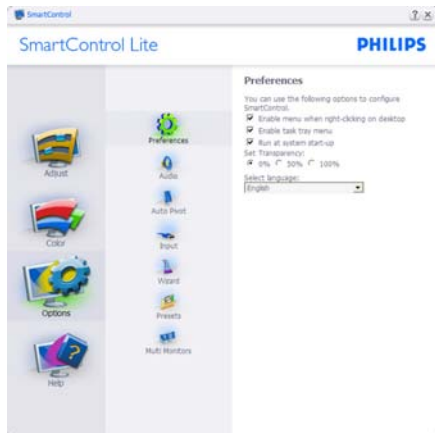 SmartControl
SmartControl Lite
PHILIPS
Adjust
Color
Options
Help
Preferences
Audio
Auto Pivot
Input
Wizard
Presets
Multi Monitors
Preferences
You can use the following options to configure
SmartControl.
Enable menu when right-clicking on desktop
Enable task tray menu
Run at system start-up
Set Transparency:
0% 50% 100%
Select language:
English